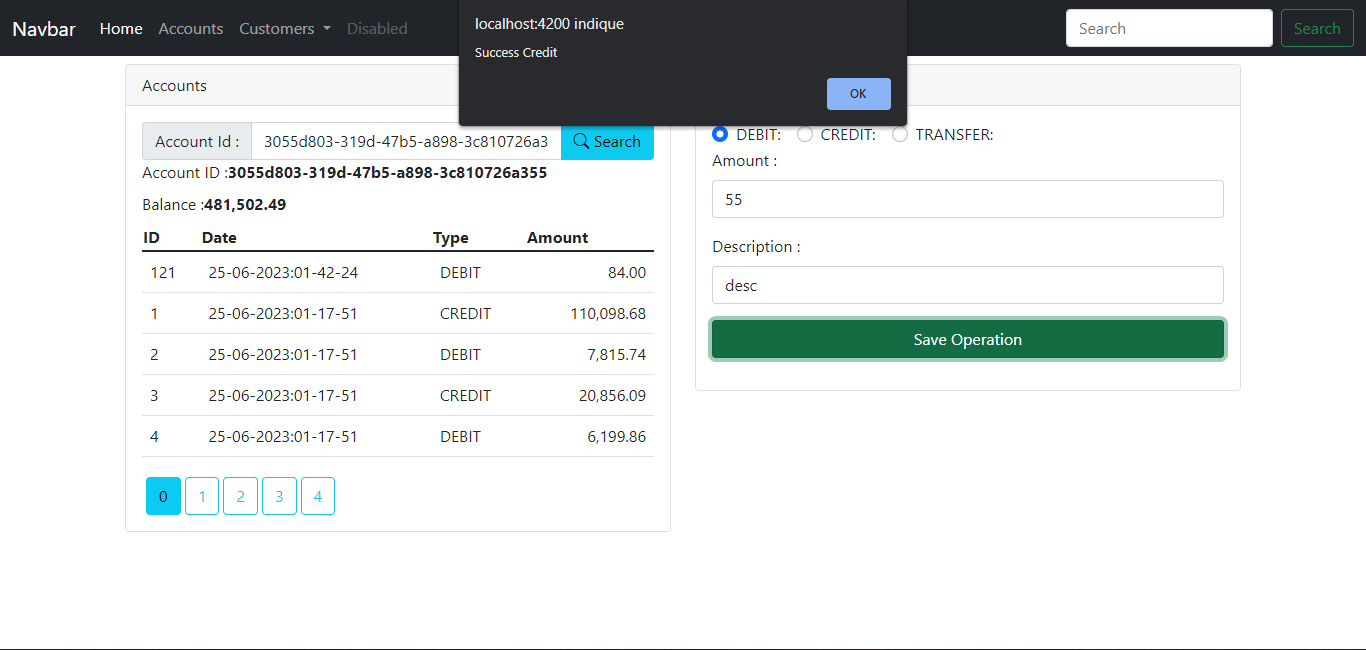 Navbar Home Accounts Customers Disabled Search Search
localhost:4200 indique
Success Credit
OK
Accounts
Account Id : 3055d803-319d-47b5-a898-3c810726a3 Search
Account ID :3055d803-319d-47b5-a898-3c810726a355
Balance :481,502.49
ID Date Type Amount
121 25-06-2023:01-42-24 DEBIT 84.00
1 25-06-2023:01-17-51 CREDIT 110,098.68
2 25-06-2023:01-17-51 DEBIT 7,815.74
3 25-06-2023:01-17-51 CREDIT 20,856.09
4 25-06-2023:01-17-51 DEBIT 6,199.86
0 1 2 3 4
DEBIT: CREDIT: TRANSFER:
Amount :
55
Description :
desc
Save Operation